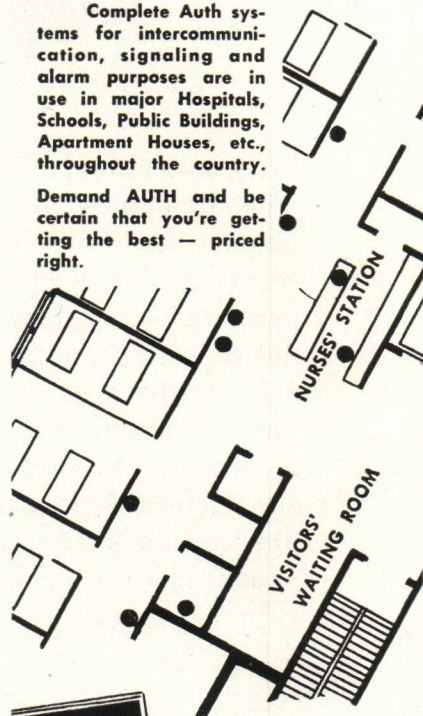 Complete Auth sys-
tems for intercommuni-
cation, signaling and
alarm purposes are in
use in major Hospitals,
Schools, Public Buildings,
Apartment Houses, etc.,
throughout the country.
Demand AUTH and be
certain that you're get-
ting the best — priced
right.
NURSES' STATION
VISITORS'
WAITING ROOM